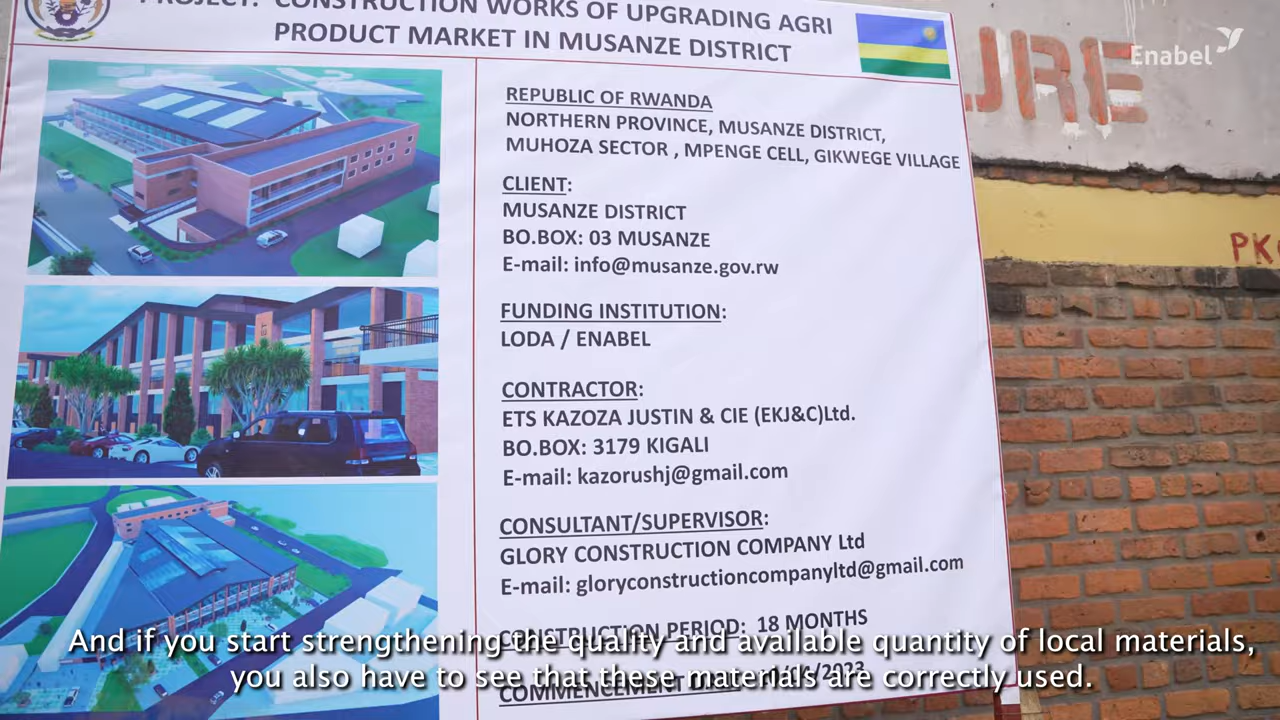 PROJECT: CONSTRUCTION WORKS OF UPGRADING AGRI
PRODUCT MARKET IN MUSANZE DISTRICT
REPUBLIC OF RWANDA
NORTHERN PROVINCE, MUSANZE DISTRICT,
MUHOZA SECTOR , MPENGE CELL, GIKWEGE VILLAGE
CLIENT:
MUSANZE DISTRICT
BO.BOX: 03 MUSANZE
E-mail: info@musanze.gov.rw
FUNDING INSTITUTION:
LODA / ENABEL
CONTRACTOR:
ETS KAZOZA JUSTIN & CIE (EKJ&C)Ltd.
BO.BOX: 3179 KIGALI
E-mail: kazorushj@gmail.com
CONSULTANT/SUPERVISOR:
GLORY CONSTRUCTION COMPANY Ltd
E-mail: gloryconstructioncompanyltd@gmail.com
CONSTRUCTION PERIOD: 18 MONTHS
COMMENCEMENT
URE
Enabel
PK
And if you start strengthening the quality and available quantity of local materials,
you also have to see that these materials are correctly used.